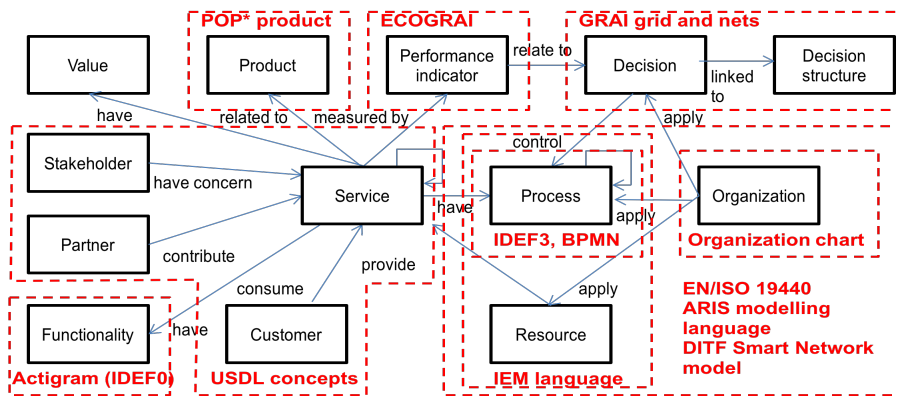 POP* product
ECOGRAI
GRAI grid and nets
Value
Product
Performance
indicator
relate to
Decision
linked
to
Decision
structure
have
related to
measured by
apply
Stakeholder
have concern
control
Service
have
Process
apply
Organization
Partner
contribute
IDEF3, BPMN
Organization chart
provide
consume
apply
EN/ISO 19440
ARIS modelling
language
DITF Smart Network
model
Functionality
have
Customer
Resource
Actigram (IDEF0)
USDL concepts
IEM language